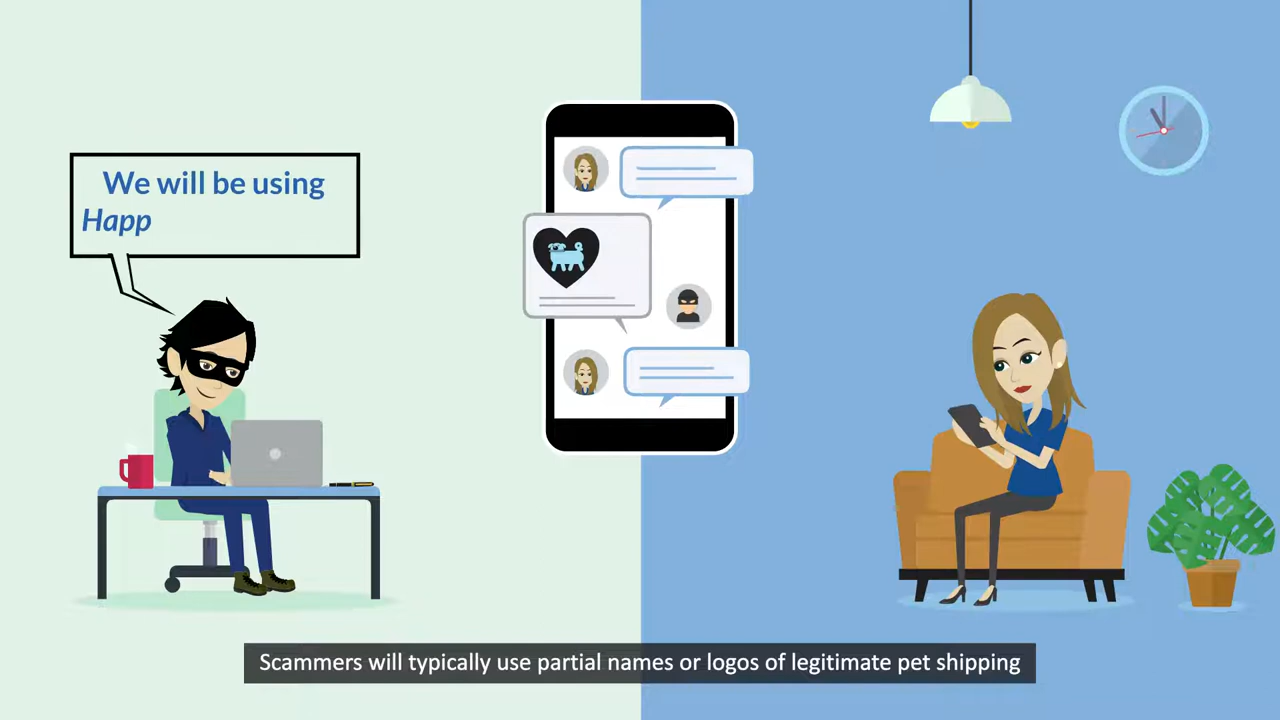 We will be using
Happ
Scammers will typically use partial names or logos of legitimate pet shipping